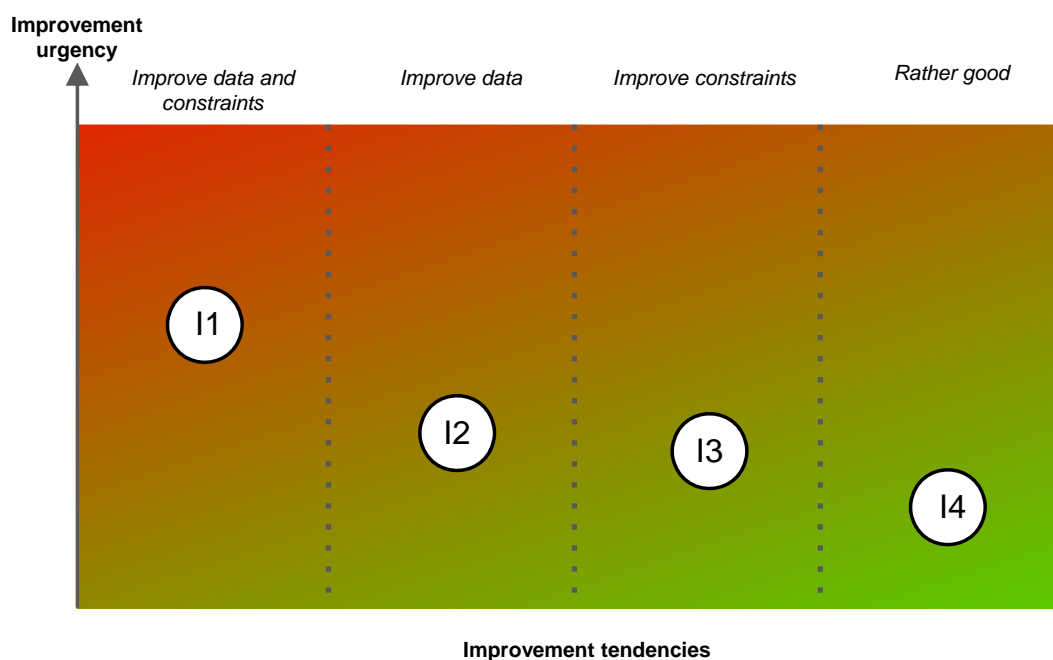 Improvement
urgency
Improve data and
constraints
Improve data
Improve constraints
Rather good
I1
I2
I3
I4
Improvement tendencies